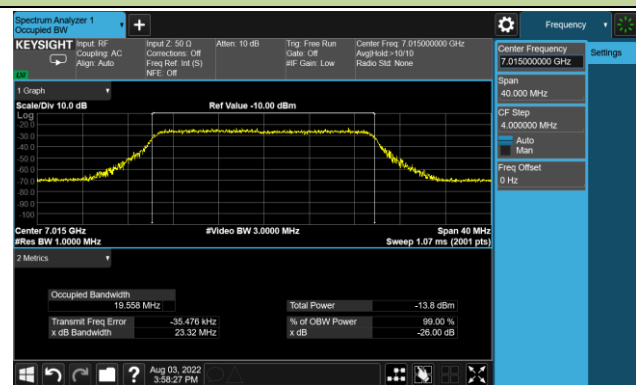 Spectrum Analyzer 1
Occupied BW
Frequency
KEYSIGHT
Input: RF
Coupling: AC
Align: Auto
Input Z: 50 Ω
Corrections: Off
Freq Ref: Int (S)
NFE: Off
Atten: 10 dB
Trig: Free Run
Gate: Off
#IF Gain: Low
Center Freq: 7.015000000 GHz
Avg|Hold:>10/10
Radio Std: None
LXI
1 Graph
Scale/Div 10.0 dB
Ref Value -10.00 dBm
Log
-20.0
-30.0
-40.0
-50.0
-60.0
-70.0
-80.0
-90.0
-100
Center 7.015 GHz
#Video BW 3.0000 MHz
Span 40 MHz
#Res BW 1.0000 MHz
Sweep 1.07 ms (2001 pts)
2 Metrics
Occupied Bandwidth
19.558 MHz
Total Power
-13.8 dBm
Transmit Freq Error
-35.476 kHz
% of OBW Power
99.00 %
x dB Bandwidth
23.32 MHz
x dB
-26.00 dB
Center Frequency
7.015000000 GHz
Settings
Span
40.000 MHz
CF Step
4.000000 MHz
Auto
Man
Freq Offset
0 Hz
?
Aug 03, 2022
3:58:27 PM